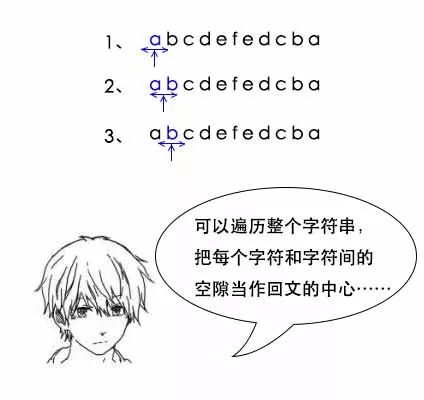 1、 abcdefedcba
2、 abcdefedcba
3、 abcdefedcba
可以遍历整个字符串,
把每个字符和字符间的
空隙当作回文的中心……